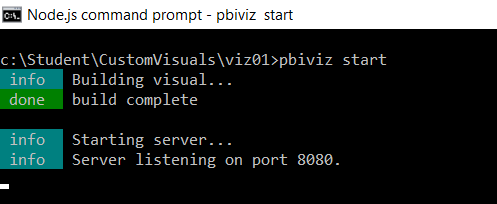 Node.js command prompt - pbiviz start
c:\Student\CustomVisuals\viz01>pbiviz start
info Building visual...
done build complete
info Starting server...
info Server listening on port 8080.